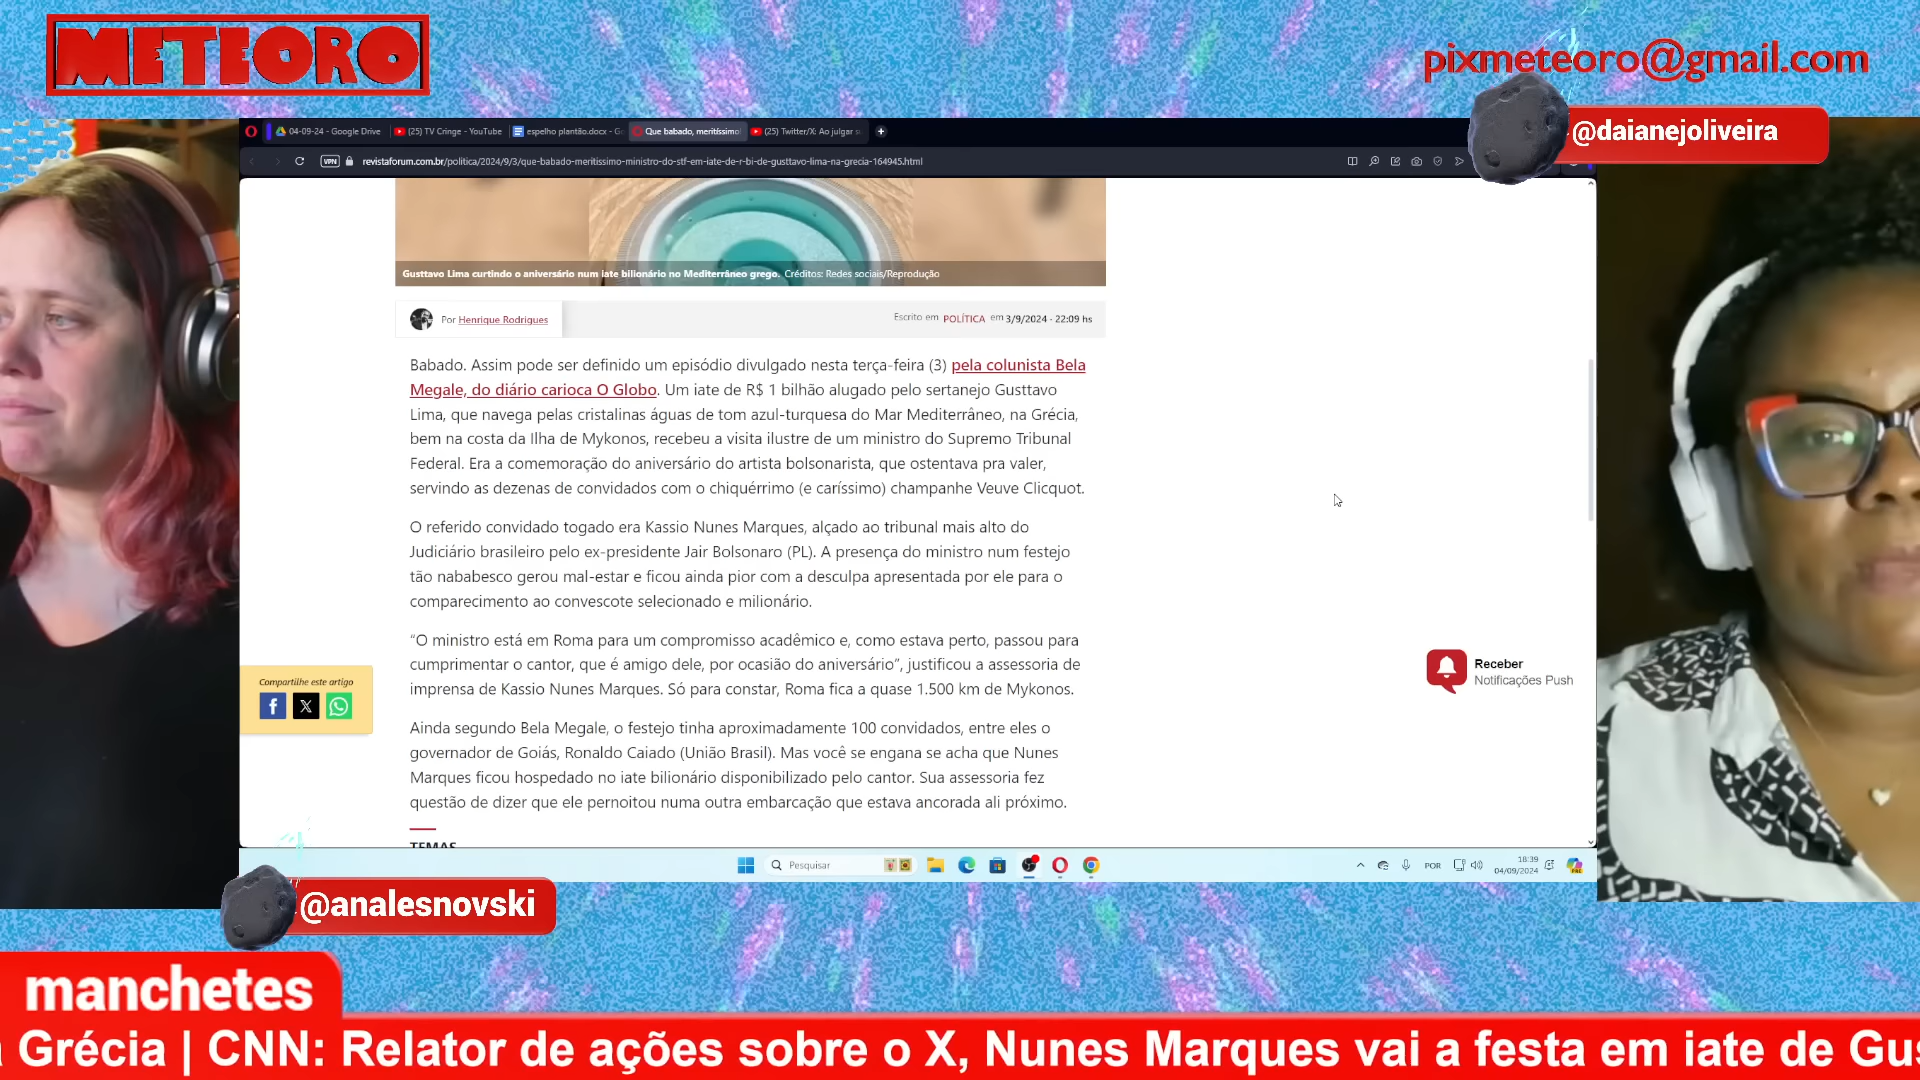 METEORO
pixmeteoro@gmail.com
@daianejoliveira
04-09-24 - Google Drive
(25) TV Cringe - YouTube
espelho plantão.docx - Go
Que babado, meritíssimo!
(25) Twitter/X: Ao julgar s
VPN
revistaforum.com.br/politica/2024/9/3/que-babado-meritissimo-ministro-do-stf-em-iate-de-r-bi-de-gusttavo-lima-na-grecia-164945.html
Gusttavo Lima curtindo o aniversário num iate bilionário no Mediterrâneo grego. Créditos: Redes sociais/Reprodução
Por Henrique Rodrigues
Escrito em POLÍTICA em 3/9/2024 · 22:09 hs
Babado. Assim pode ser definido um episódio divulgado nesta terça-feira (3) pela colunista Bela
Megale, do diário carioca O Globo. Um iate de R$ 1 bilhão alugado pelo sertanejo Gusttavo
Lima, que navega pelas cristalinas águas de tom azul-turquesa do Mar Mediterrâneo, na Grécia,
bem na costa da Ilha de Mykonos, recebeu a visita ilustre de um ministro do Supremo Tribunal
Federal. Era a comemoração do aniversário do artista bolsonarista, que ostentava pra valer,
servindo as dezenas de convidados com o chiquérrimo (e caríssimo) champanhe Veuve Clicquot.
O referido convidado togado era Kassio Nunes Marques, alçado ao tribunal mais alto do
Judiciário brasileiro pelo ex-presidente Jair Bolsonaro (PL). A presença do ministro num festejo
tão nababesco gerou mal-estar e ficou ainda pior com a desculpa apresentada por ele para o
comparecimento ao convescote selecionado e milionário.
“O ministro está em Roma para um compromisso acadêmico e, como estava perto, passou para
cumprimentar o cantor, que é amigo dele, por ocasião do aniversário”, justificou a assessoria de
imprensa de Kassio Nunes Marques. Só para constar, Roma fica a quase 1.500 km de Mykonos.
Compartilhe este artigo
Receber
Notificações Push
Ainda segundo Bela Megale, o festejo tinha aproximadamente 100 convidados, entre eles o
governador de Goiás, Ronaldo Caiado (União Brasil). Mas você se engana se acha que Nunes
Marques ficou hospedado no iate bilionário disponibilizado pelo cantor. Sua assessoria fez
questão de dizer que ele pernoitou numa outra embarcação que estava ancorada ali próximo.
TEMAS
Pesquisar
POR
18:39
04/09/2024
@analesnovski
manchetes
a Grécia | CNN: Relator de ações sobre o X, Nunes Marques vai a festa em iate de Gus